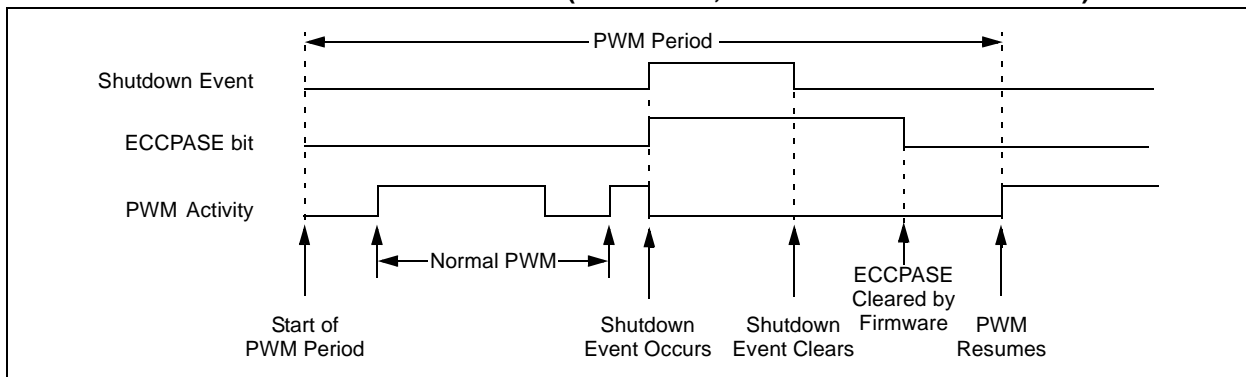 PWM Period
Shutdown Event
ECCPASE bit
PWM Activity
Normal PWM
Start of
PWM Period
Shutdown
Event Occurs
Shutdown
Event Clears
ECCPASE
Cleared by
Firmware
PWM
Resumes